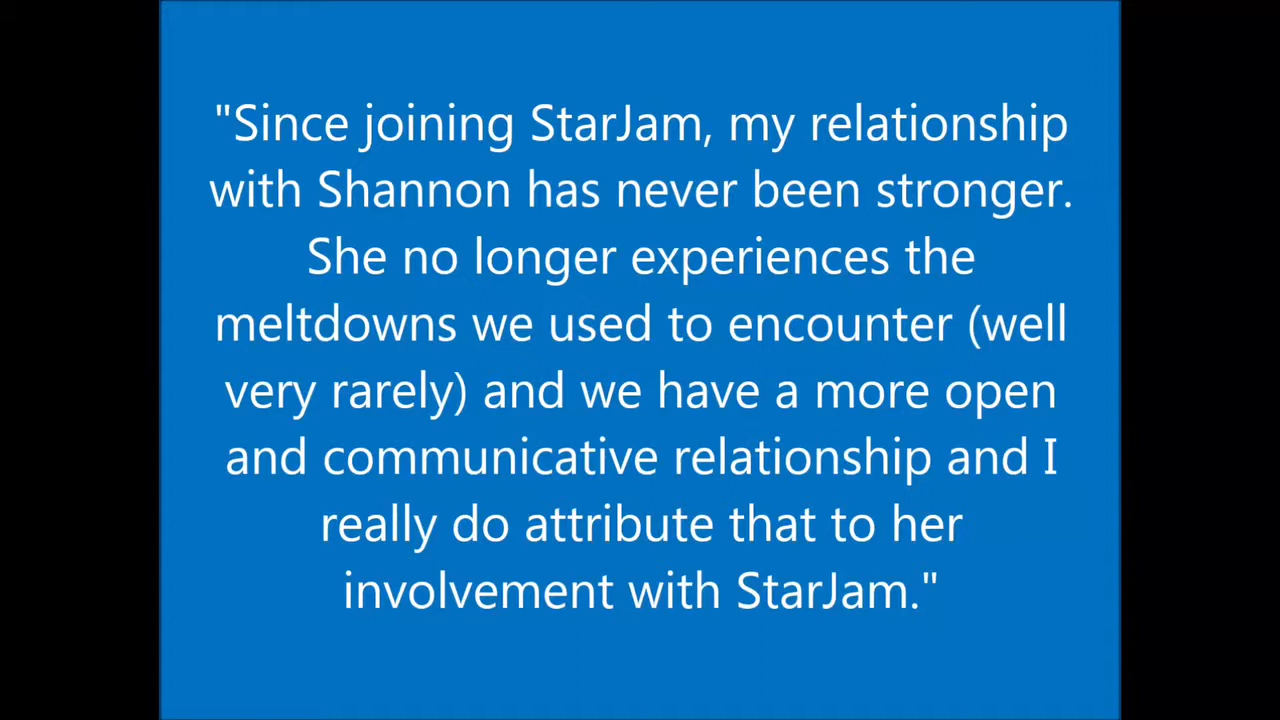 "Since joining StarJam, my relationship
with Shannon has never been stronger.
She no longer experiences the
meltdowns we used to encounter (well
very rarely) and we have a more open
and communicative relationship and I
really do attribute that to her
involvement with StarJam."